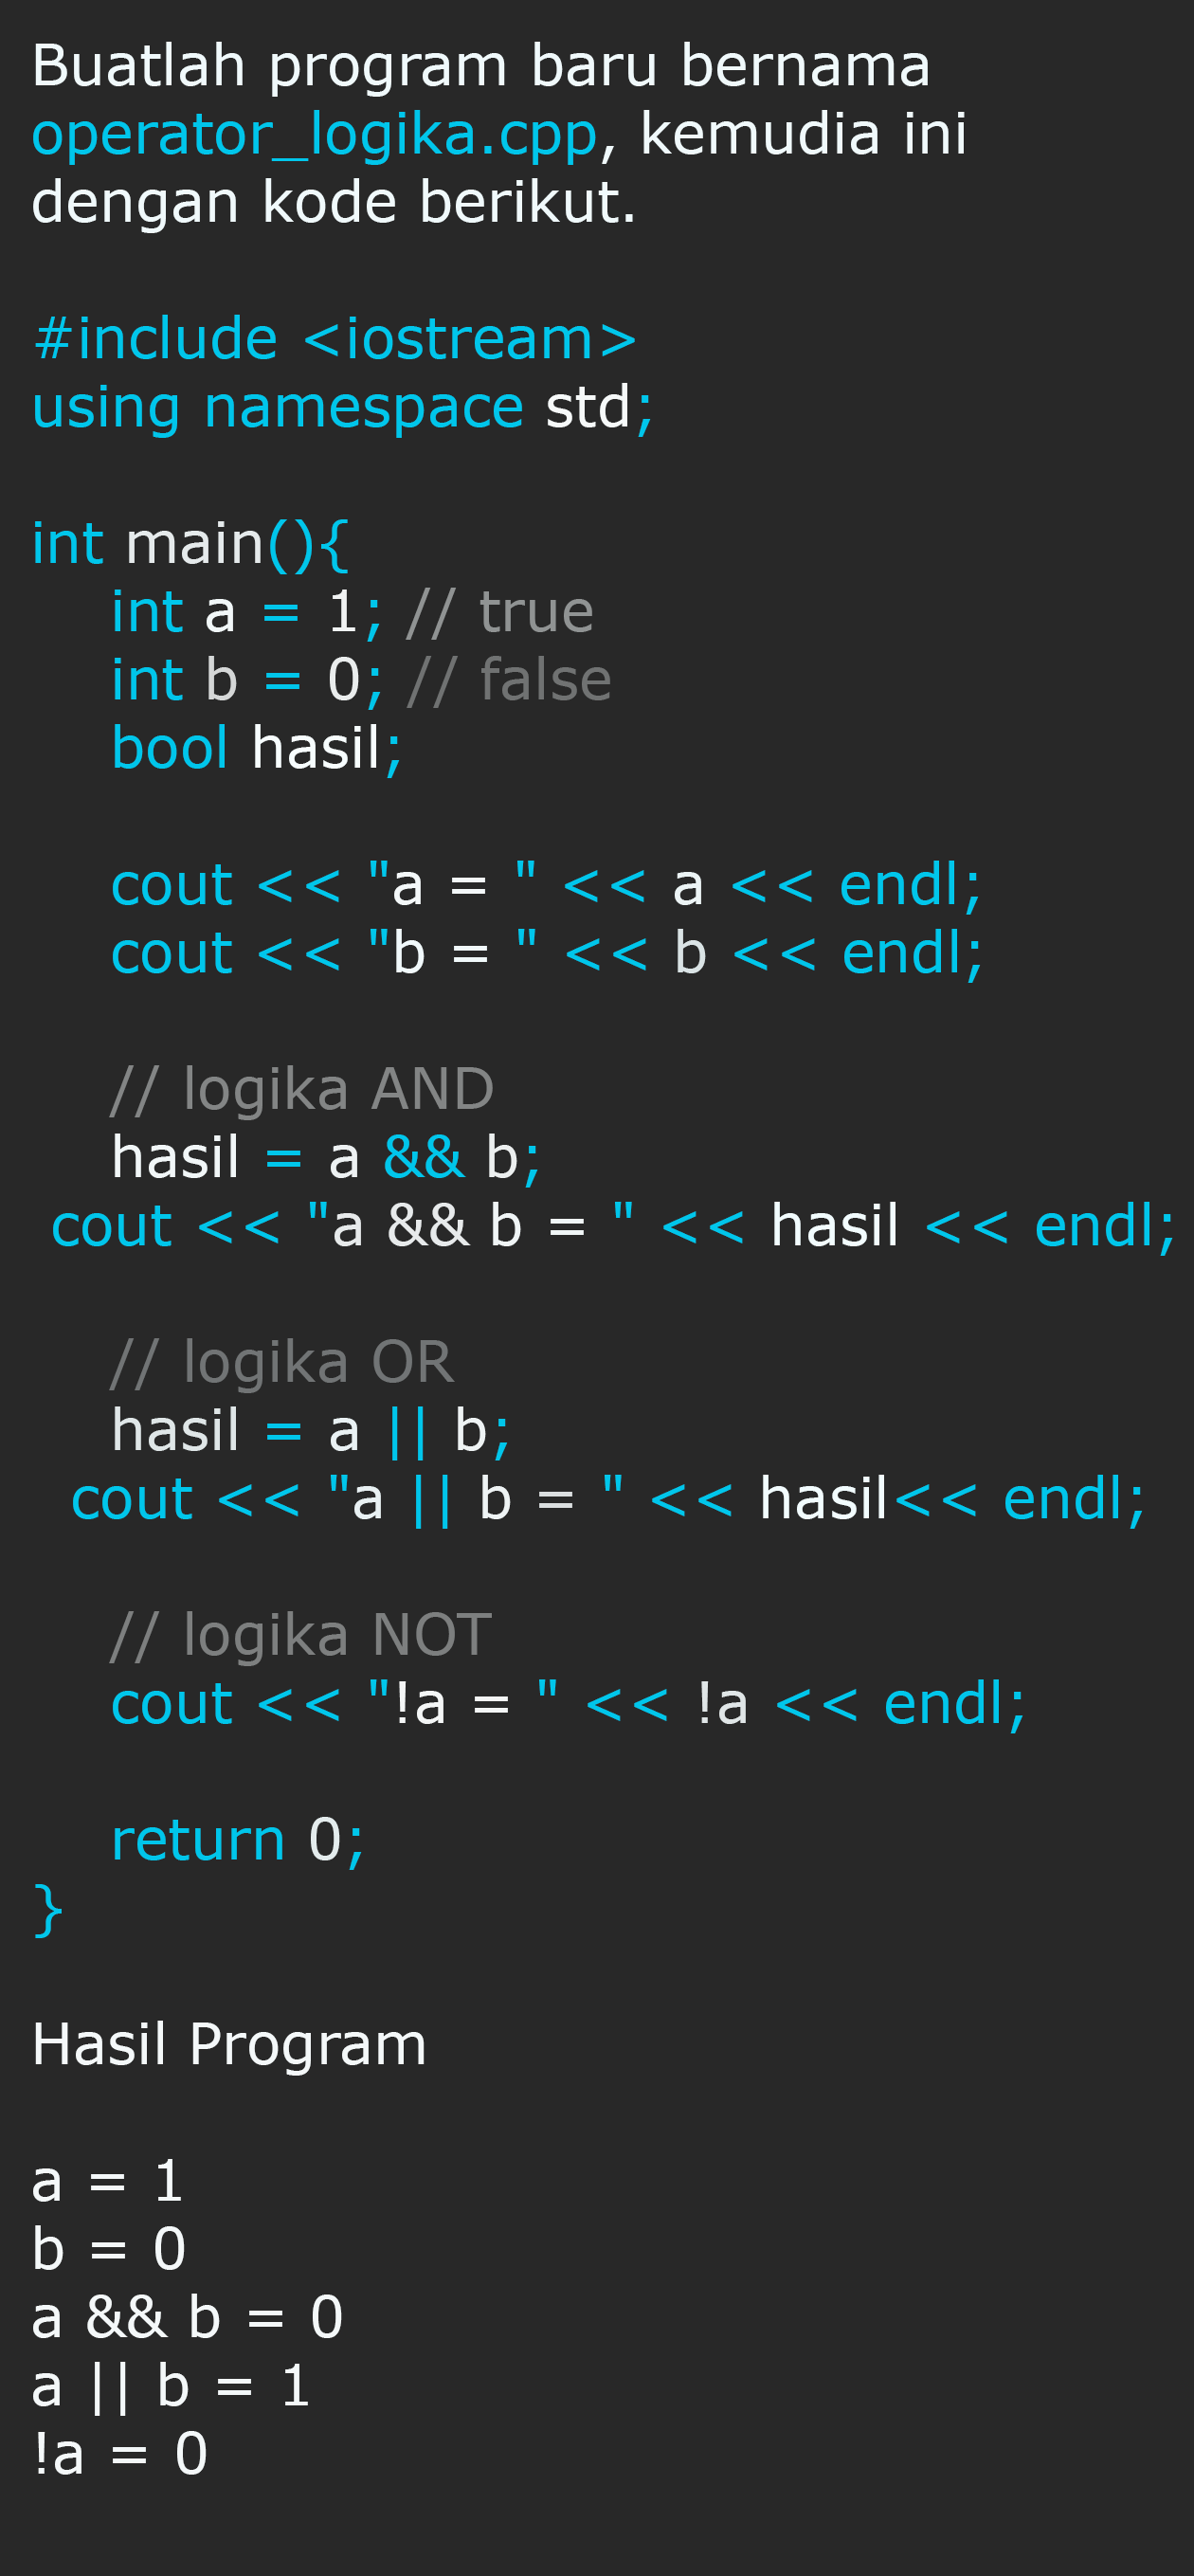 Buatlah program baru bernama
operator_logika.cpp, kemudia ini
dengan kode berikut.
#include <iostream>
using namespace std;
int main(){
int a = 1; // true
int b = 0; // false
bool hasil;
cout << "a = " << a << endl;
cout << "b = " << b << endl;
// logika AND
hasil = a && b;
cout << "a && b = " << hasil << endl;
// logika OR
hasil = a || b;
cout << "a || b = " << hasil<< endl;
// logika NOT
cout << "!a = " << !a << endl;
return 0;
}
Hasil Program
a = 1
b = 0
a && b = 0
a || b = 1
!a = 0